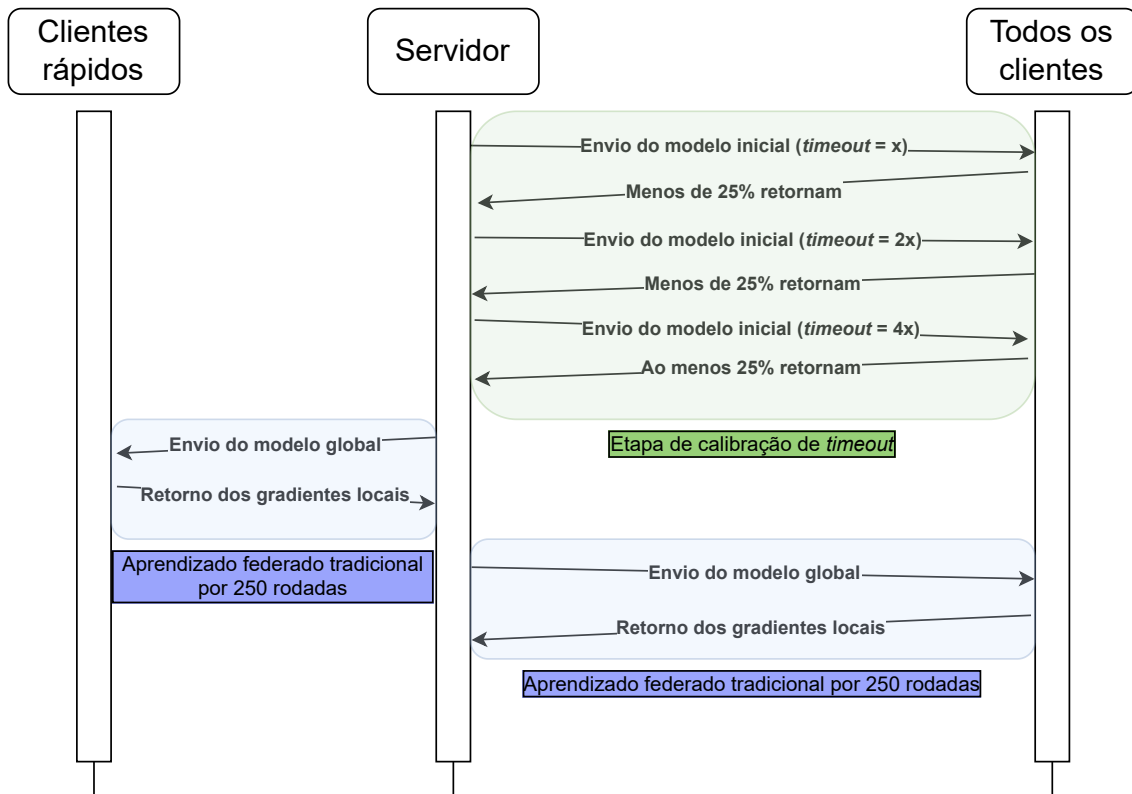 Clientes
rápidos
Servidor
Todos os
clientes
Envio do modelo inicial (timeout = x)
Menos de 25% retornam
Envio do modelo inicial (timeout = 2x)
Menos de 25% retornam
Envio do modelo inicial (timeout = 4x)
Ao menos 25% retornam
Etapa de calibração de timeout
Envio do modelo global
Retorno dos gradientes locais
Aprendizado federado tradicional
por 250 rodadas
Envio do modelo global
Retorno dos gradientes locais
Aprendizado federado tradicional por 250 rodadas